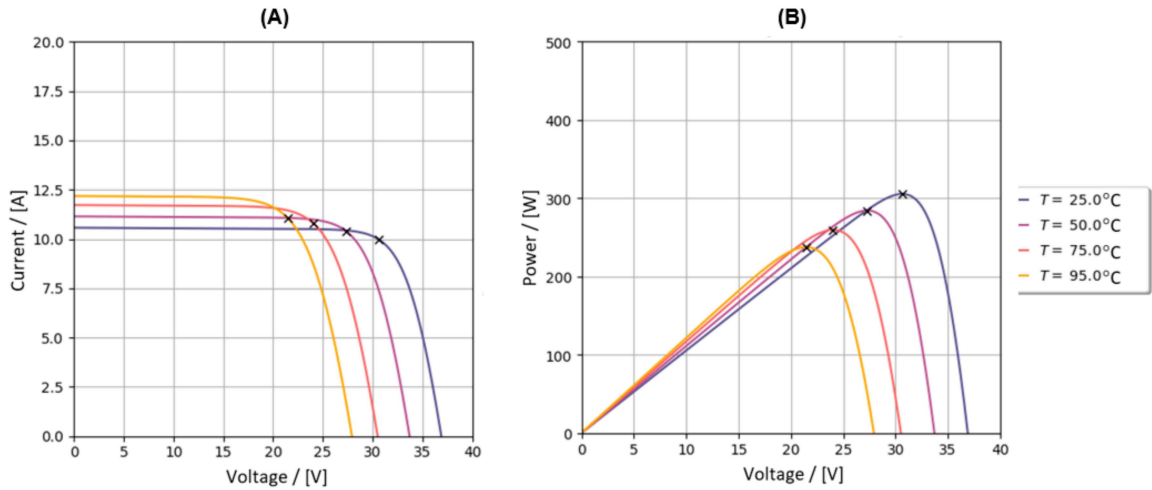 (A)
20.0
17.5
15.0
12.5
10.0
7.5
5.0
2.5
0.0
Current / [A]
0 5 10 15 20 25 30 35 40
Voltage / [V]
(B)
500
400
300
200
100
0
Power / [W]
0 5 10 15 20 25 30 35 40
Voltage / [V]
T = 25.0°C
T = 50.0°C
T = 75.0°C
T = 95.0°C